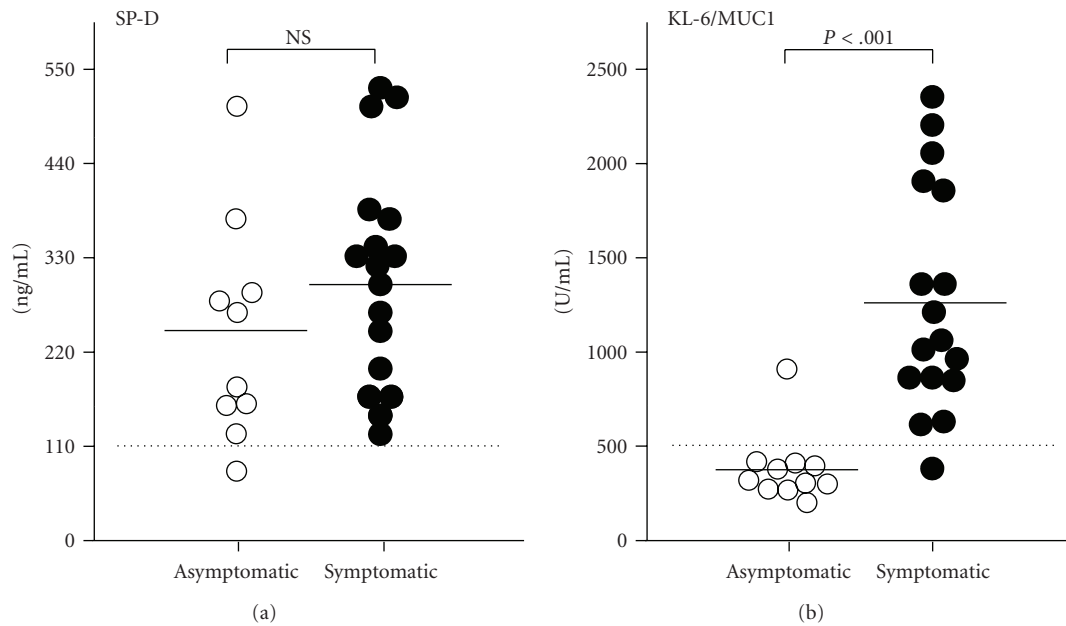 SP-D
NS
550
440
330
220
110
0
(ng/mL)
Asymptomatic Symptomatic
(a)
KL-6/MUC1
P < .001
2500
2000
1500
1000
500
0
(U/mL)
Asymptomatic Symptomatic
(b)